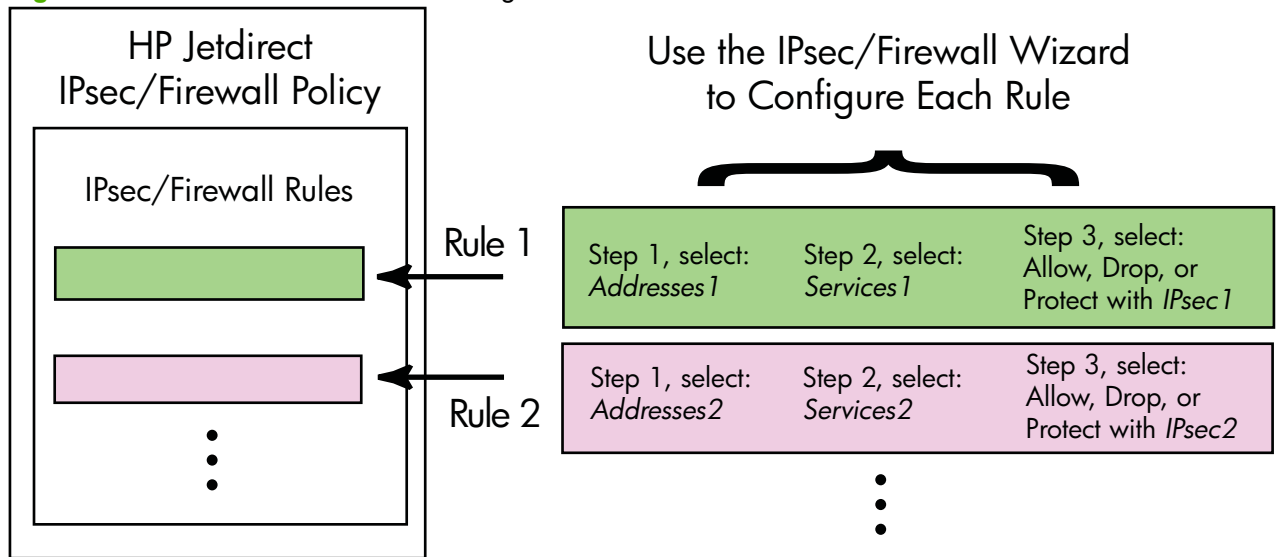 HP Jetdirect
IPsec/Firewall Policy
IPsec/Firewall Rules
Use the IPsec/Firewall Wizard
to Configure Each Rule
Rule 1
Step 1, select:
Addresses1
Step 2, select:
Services1
Step 3, select:
Allow, Drop, or
Protect with IPsec1
Rule 2
Step 1, select:
Addresses2
Step 2, select:
Services2
Step 3, select:
Allow, Drop, or
Protect with IPsec2